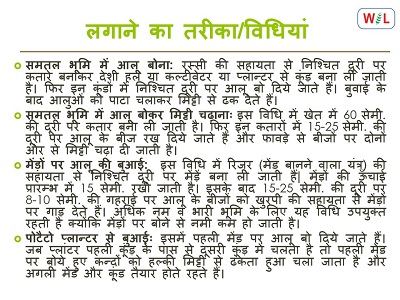 लगाने का तरीका/विधियां
WiL
समतल भूमि में आलू बोना: रस्सी की सहायता से निश्चित दूरी पर
कतारें बनाकर देशी हल या कल्टीवेटर या प्लान्टर से कूंड बना ली जाती
है। फिर इन कूंडों में निश्चित दूरी पर आलू बो दिये जाते हैं। बुवाई के
बाद आलुओं को पाटा चलाकर मिट्टी से ढक देते हैं।
समतल भूमि में आलू बोकर मिट्टी चढ़ाना: इस विधि में खेत में 60 सेमी.
की दूरी पर कतार बना ली जाती है। फिर इन कतारों में 15-25 सेमी. की
दूरी पर आलू के बीज रख दिये जाते हैं और फावड़े से बीजों पर दोनों
ओर से मिट्टी चढ़ा दी जाती है।
मेंडों पर आलू की बुआई: इस विधि में रिजर (मेंड बानने वाला यंत्र) की
सहायता से निश्चित दूरी पर मेंडें बना ली जाती हैं। मेंडों की ऊंचाई
प्रारम्भ में 15 सेमी. रखी जाती है। इसके बाद 15-25 सेमी. की दूरी पर
8-10 सेमी. की गहराई पर आलू के बीजों को खुरपी की सहायता से मेंडों
पर गाड़ देते हैं। अधिक नम व भारी भूमि के लिए यह विधि उपयुक्त
रहती है क्योंकि मेंडों पर बोने से नमी कम हो जाती है।
पोटैटो प्लान्टर से बुआई: इसमें पहली मेंड पर आलू बो दिये जाते हैं।
जब प्लाटर पहली कूंड के पास से दूसरी कूंड में चलता है तो पहली मेंड
पर बोये हुए कन्दों को हल्की मिट्टी से ढकता हुआ चला जाता है और
अगली मेंड और कूंड तैयार होते रहते हैं।